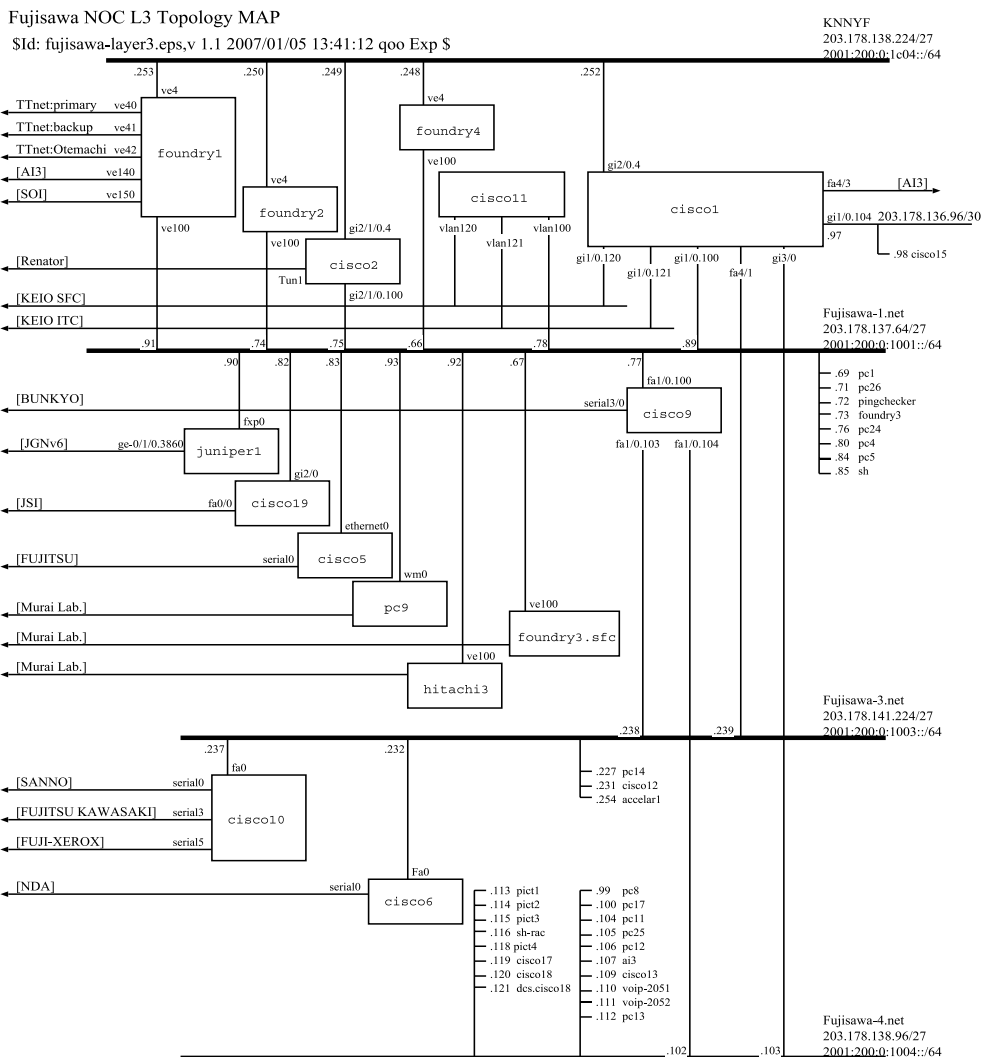 Fujisawa NOC L3 Topology MAP
$Id: fujisawa-layer3.eps,v 1.1 2007/01/05 13:41:12 qoo Exp $
KNNYF
203.178.138.224/27
2001:200:0:1c04::/64
.253
.250
.249
.248
.252
ve4
TTnet:primary ve40
TTnet:backup ve41
TTnet:Otemachi ve42
[AI3] ve140
[SOI] ve150
foundry1
ve100
ve4
foundry2
ve100
gi2/1/0.4
cisco2
Tun1
gi2/1/0.100
[Renator]
ve4
foundry4
ve100
cisco11
vlan120
vlan121
vlan100
gi2/0.4
cisco1
fa4/3 [AI3]
gi1/0.104 203.178.136.96/30
.97
.98 cisco15
gi1/0.120
gi1/0.121
gi1/0.100
fa4/1
gi3/0
[KEIO SFC]
[KEIO ITC]
Fujisawa-1.net
203.178.137.64/27
2001:200:0:1001::/64
.91
.74
.75
.66
.78
.89
.90
.82
.83
.93
.92
.67
.77
.69 pc1
.71 pc26
.72 pingchecker
.73 foundry3
.76 pc24
.80 pc4
.84 pc5
.85 sh
fa1/0.100
[BUNKYO] serial3/0
cisco9
fa1/0.103 fa1/0.104
fxp0
[JGNv6] ge-0/1/0.3860
juniper1
gi2/0
[JSI] fa0/0
cisco19
ethernet0
[FUJITSU] serial0
cisco5
wm0
[Murai Lab.]
pc9
ve100
[Murai Lab.]
foundry3.sfc
ve100
[Murai Lab.]
hitachi3
Fujisawa-3.net
203.178.141.224/27
2001:200:0:1003::/64
.238
.239
.237
.232
.227 pc14
.231 cisco12
.254 accelar1
fa0
[SANNO] serial0
[FUJITSU KAWASAKI] serial3
[FUJI-XEROX] serial5
cisco10
Fa0
[NDA] serial0
cisco6
.113 pict1
.114 pict2
.115 pict3
.116 sh-rac
.118 pict4
.119 cisco17
.120 cisco18
.121 dcs.cisco18
.99 pc8
.100 pc17
.104 pc11
.105 pc25
.106 pc12
.107 ai3
.109 cisco13
.110 voip-2051
.111 voip-2052
.112 pc13
Fujisawa-4.net
203.178.138.96/27
2001:200:0:1004::/64
.102
.103